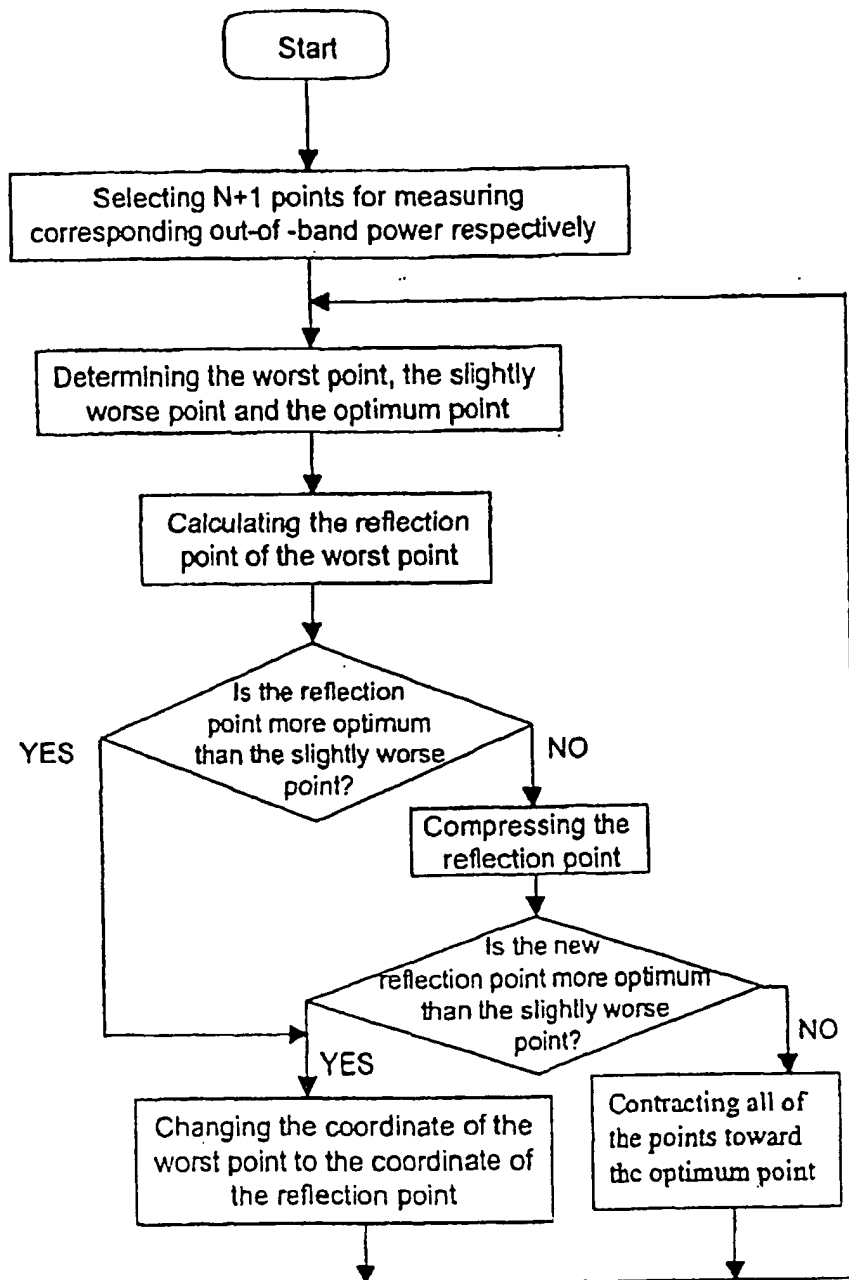 Start
Selecting N+1 points for measuring
corresponding out-of -band power respectively
Determining the worst point, the slightly
worse point and the optimum point
Calculating the reflection
point of the worst point
Is the reflection
point more optimum
than the slightly worse
point?
YES
NO
Compressing the
reflection point
Is the new
reflection point more optimum
than the slightly worse
point?
YES
NO
Changing the coordinate of the
worst point to the coordinate of
the reflection point
Contracting all of
the points toward
the optimum point